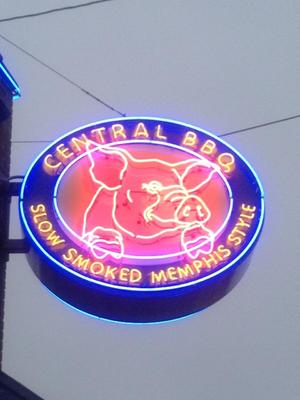 CENTRAL BBQ
SLOW SMOKED MEMPHIS STYLE